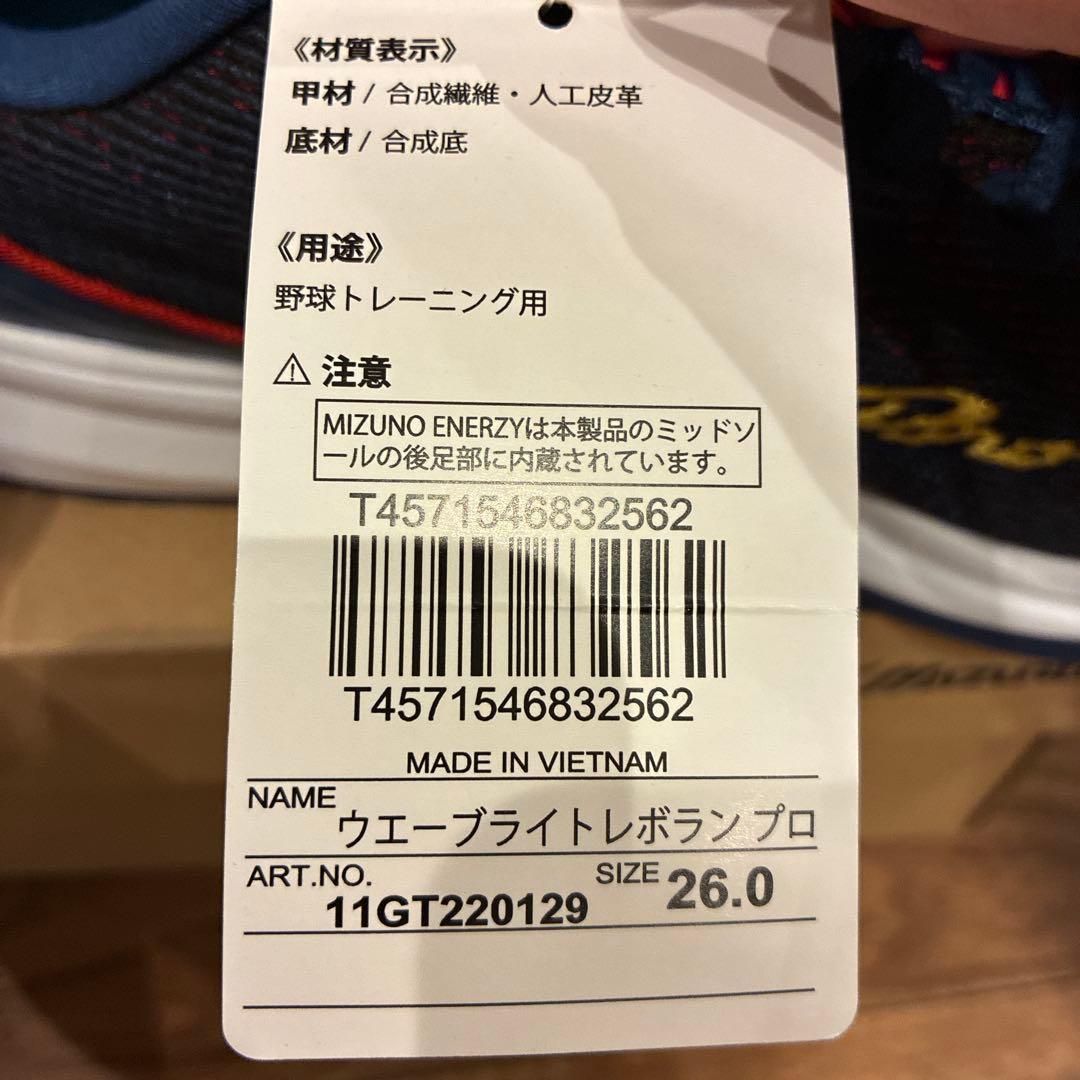 《材質表示》
甲材 / 合成繊維・人工皮革
底材 / 合成底
《用途》
野球トレーニング用
⚠ 注意
MIZUNO ENERZYは本製品のミッドソ
ールの後足部に内蔵されています。
T4571546832562
T4571546832562
MADE IN VIETNAM
NAME
ウエーブライトレボラン プロ
ART.NO.
11GT220129
SIZE 26.0